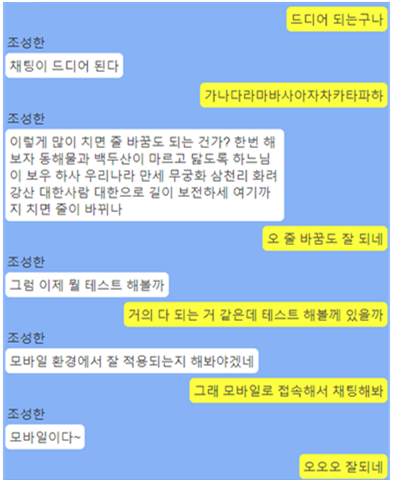 드디어 되는구나
조성한
채팅이 드디어 된다
가나다라마바사아자차카타파하
조성한
이렇게 많이 치면 줄 바꿈도 되는 건가? 한번 해
보자 동해물과 백두산이 마르고 닳도록 하느님
이 보우 하사 우리나라 만세 무궁화 삼천리 화려
강산 대한사람 대한으로 길이 보전하세 여기까
지 치면 줄이 바뀌나
오 줄 바꿈도 잘 되네
조성한
그럼 이제 뭘 테스트 해볼까
거의 다 되는 거 같은데 테스트 해볼께 있을까
조성한
모바일 환경에서 잘 적용되는지 해봐야겠네
그래 모바일로 접속해서 채팅해봐
조성한
모바일이다~
오오오 잘되네